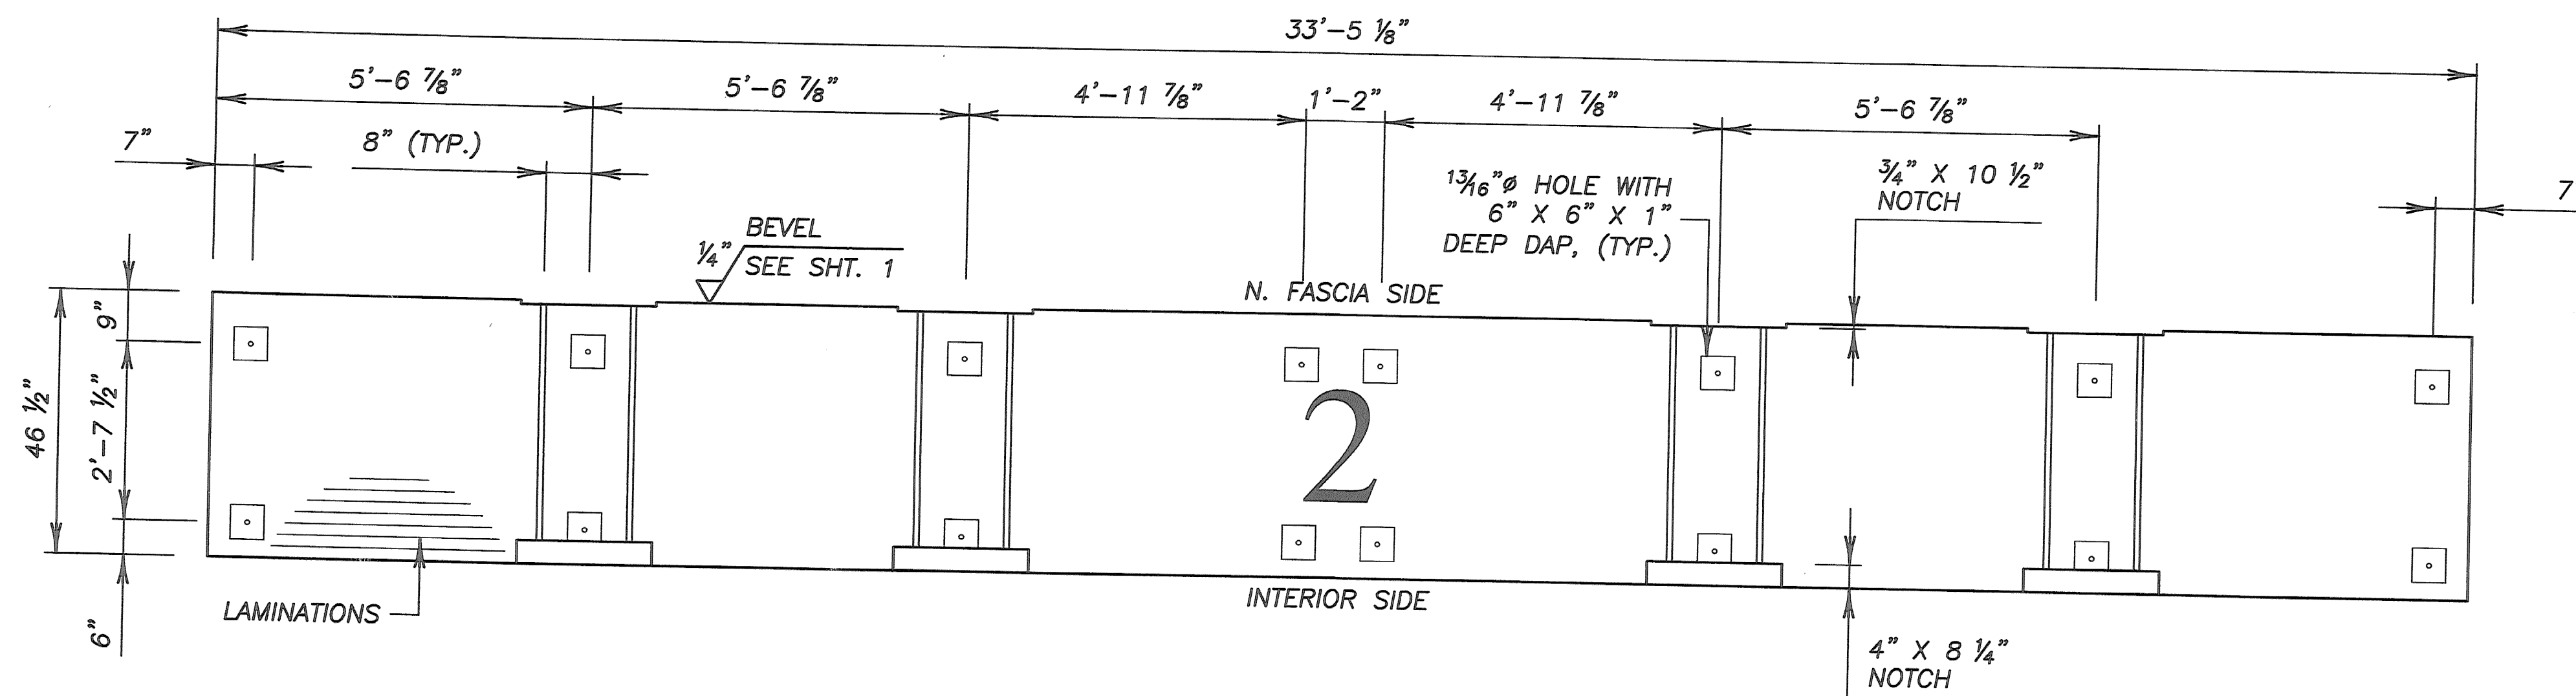 33'-5 ⅛"
5'-6 ⅞"
5'-6 ⅞"
4'-11 ⅞"
1'-2"
4'-11 ⅞"
5'-6 ⅞"
7"
8" (TYP.)
¹³⁄₁₆"ø HOLE WITH
6" X 6" X 1"
DEEP DAP, (TYP.)
¾" X 10 ½"
NOTCH
7
¼"
BEVEL
SEE SHT. 1
N. FASCIA SIDE
9"
46 ½"
2'-7 ½"
2
LAMINATIONS
INTERIOR SIDE
6"
4" X 8 ¼"
NOTCH